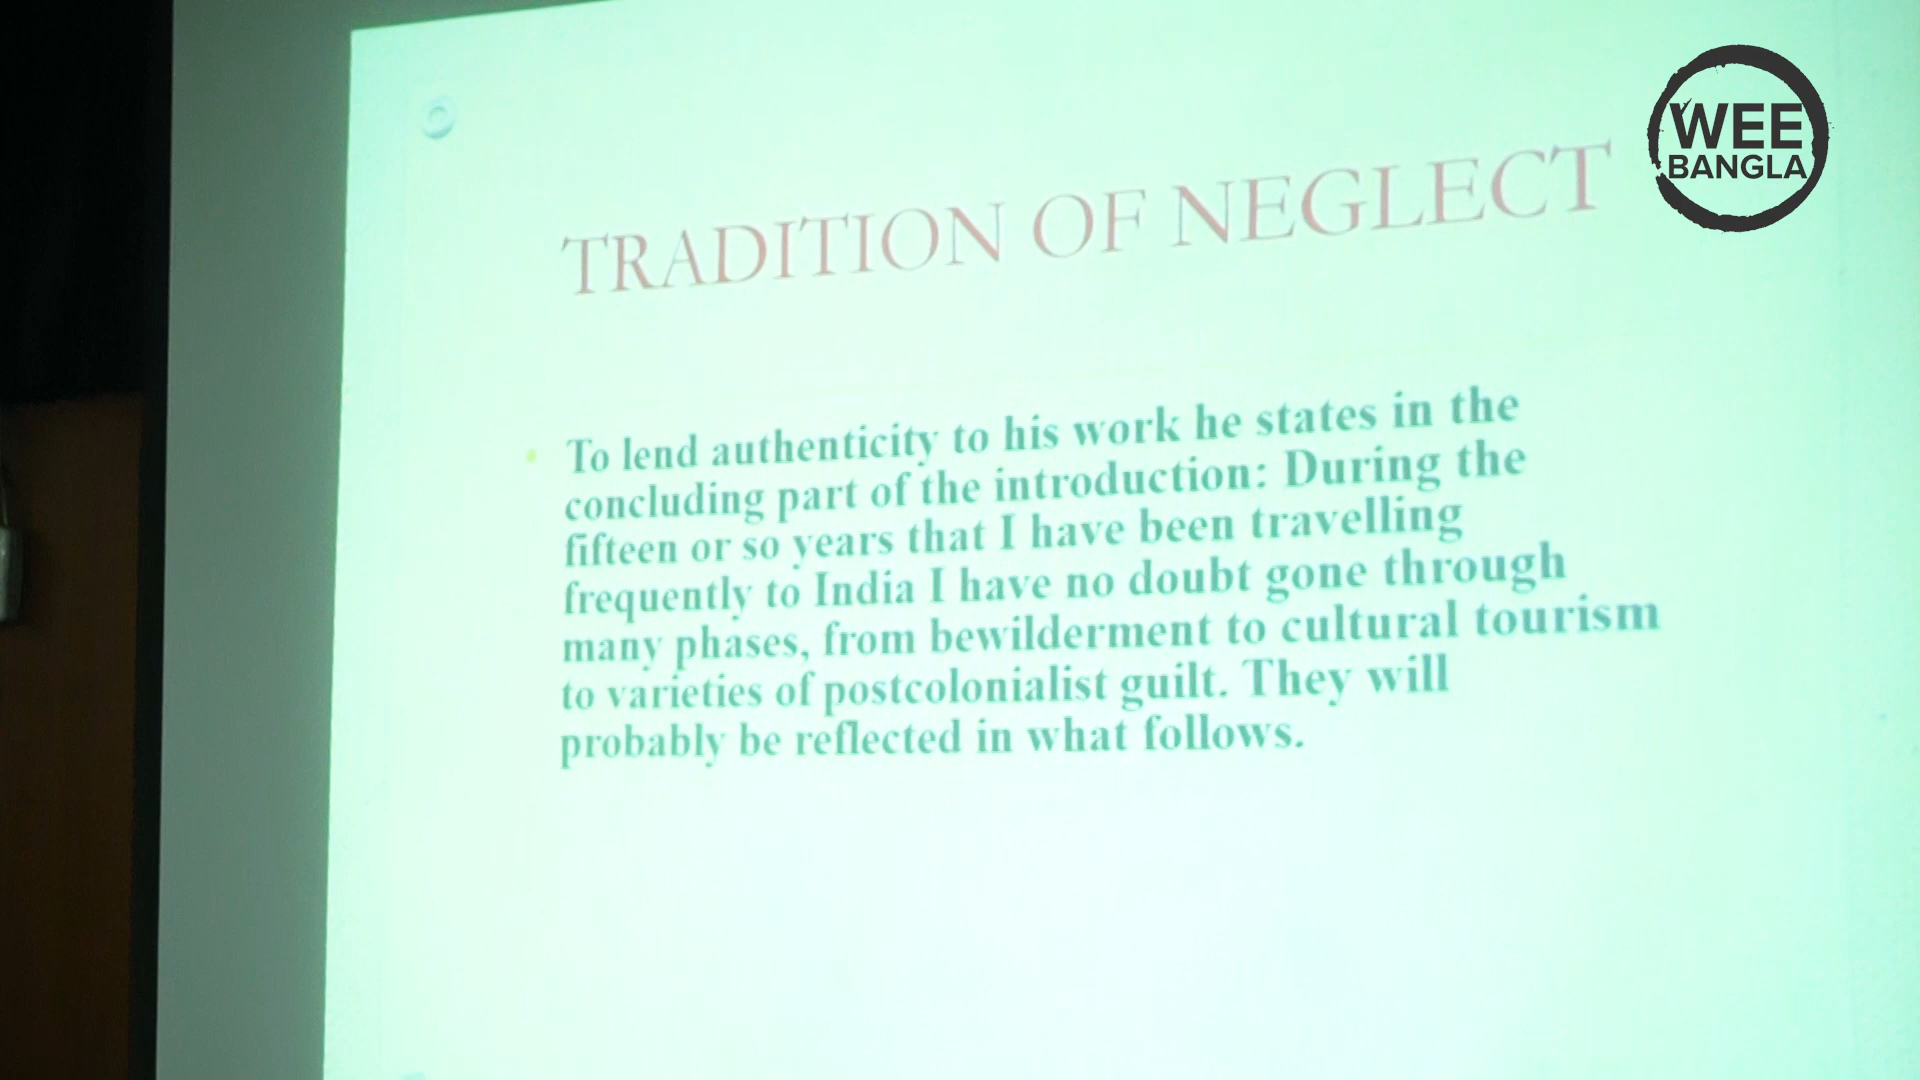 WEE
BANGLA
TRADITION OF NEGLECT
To lend authenticity to his work he states in the
concluding part of the introduction: During the
fifteen or so years that I have been travelling
frequently to India I have no doubt gone through
many phases, from bewilderment to cultural tourism
to varieties of postcolonialist guilt. They will
probably be reflected in what follows.